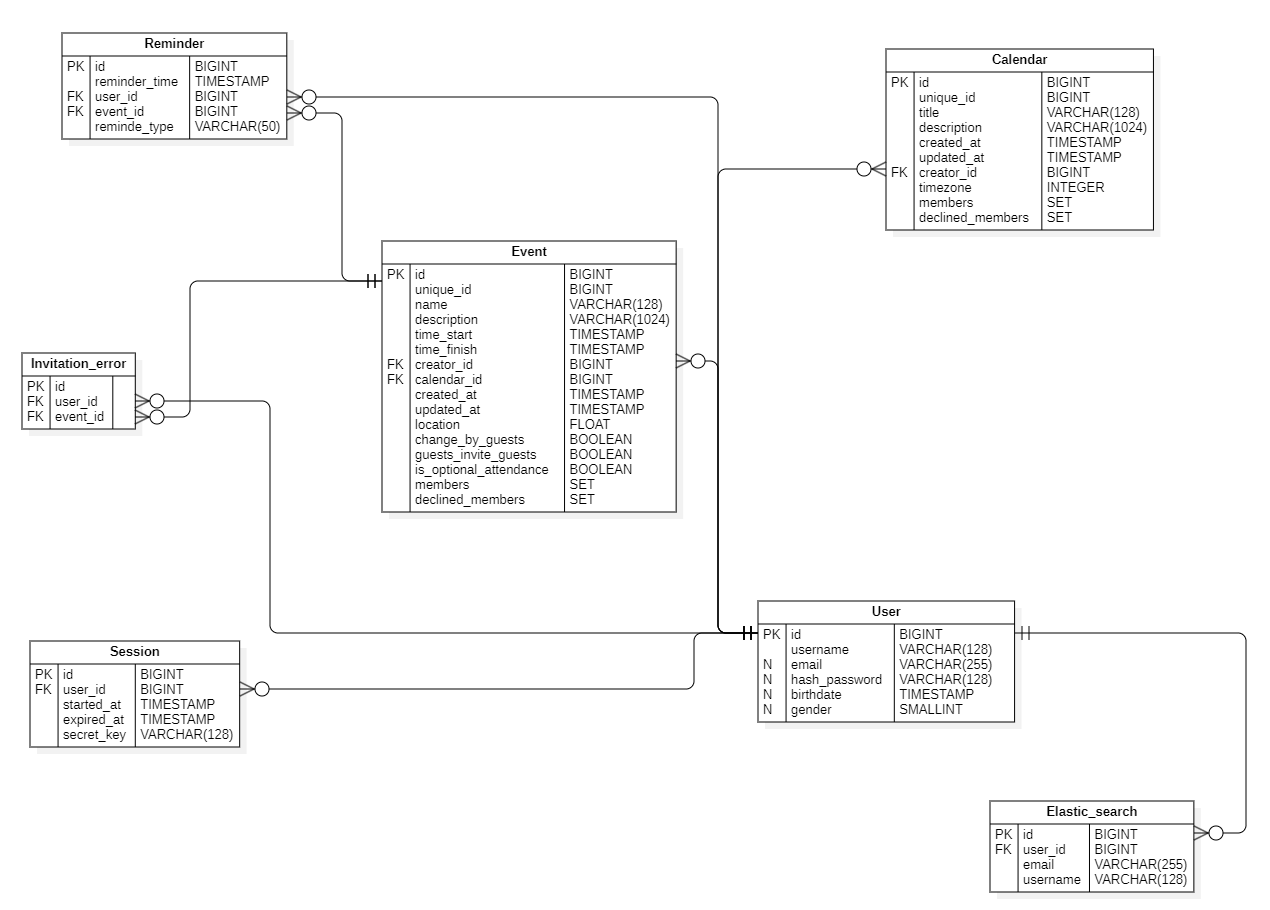 Reminder
PK id BIGINT
reminder_time TIMESTAMP
FK user_id BIGINT
FK event_id BIGINT
reminde_type VARCHAR(50)
Calendar
PK id BIGINT
unique_id BIGINT
title VARCHAR(128)
description VARCHAR(1024)
created_at TIMESTAMP
updated_at TIMESTAMP
FK creator_id BIGINT
timezone INTEGER
members SET
declined_members SET
Event
PK id BIGINT
unique_id BIGINT
name VARCHAR(128)
description VARCHAR(1024)
time_start TIMESTAMP
time_finish TIMESTAMP
FK creator_id BIGINT
FK calendar_id BIGINT
created_at TIMESTAMP
updated_at TIMESTAMP
location FLOAT
change_by_guests BOOLEAN
guests_invite_guests BOOLEAN
is_optional_attendance BOOLEAN
members SET
declined_members SET
Invitation_error
PK id
FK user_id
FK event_id
User
PK id BIGINT
username VARCHAR(128)
N email VARCHAR(255)
N hash_password VARCHAR(128)
N birthdate TIMESTAMP
N gender SMALLINT
Session
PK id BIGINT
FK user_id BIGINT
started_at TIMESTAMP
expired_at TIMESTAMP
secret_key VARCHAR(128)
Elastic_search
PK id BIGINT
FK user_id BIGINT
email VARCHAR(255)
username VARCHAR(128)